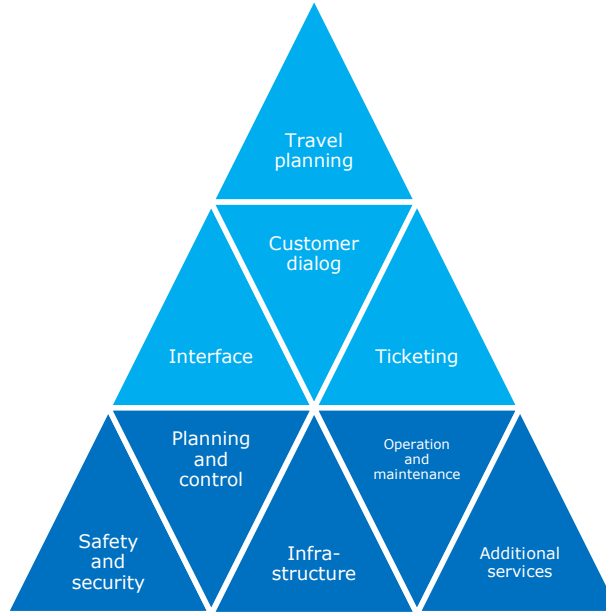 Travel
planning
Customer
dialog
Interface
Ticketing
Planning
and
control
Operation
and
maintenance
Safety
and
security
Infra-
structure
Additional
services